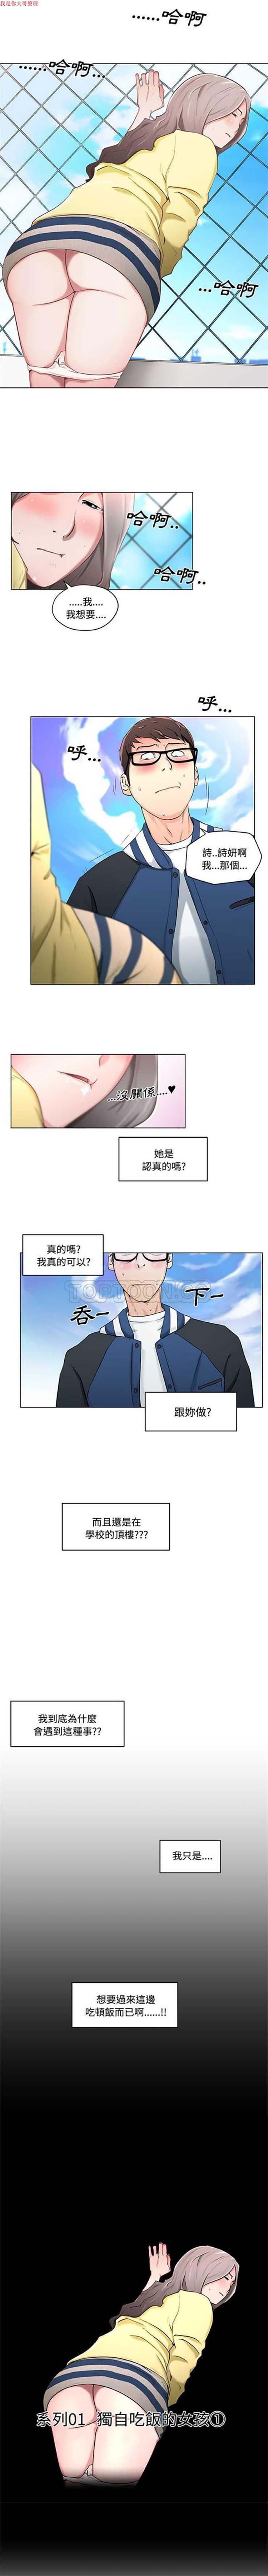 我是你大哥整理
......哈啊
......哈啊...
...哈啊
哈啊..
哈啊..
.....我....
我想要....
呼...
呼...
詩..詩妍啊
我...那個...
...沒關係....♥
她是
認真的嗎?
真的嗎?
我真的可以?
TOPTOON
吞一
下一
跟妳做?
而且還是在
學校的頂樓???
我到底為什麼
會遇到這種事??
我只是....
想要過來這邊
吃頓飯而已啊......!!
系列01 獨自吃飯的女孩①